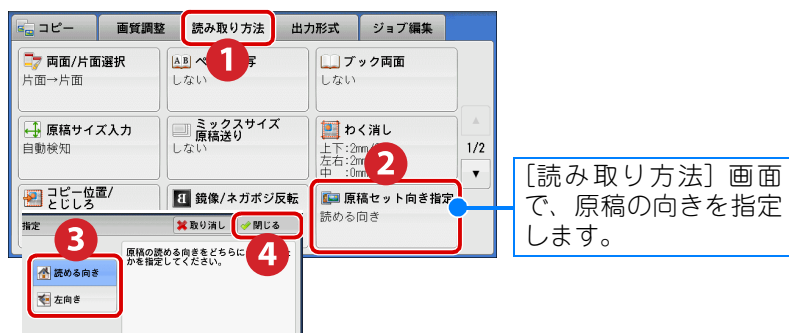 コピー 画質調整 読み取り方法 出力形式 ジョブ編集
1
両面/片面選択
片面→片面
しない
ブック両面
しない
原稿サイズ入力
自動検知
ミックスサイズ
原稿送り
しない
わく消し
上下:2mm
左右:2mm
中 :0mm
2
1/2
コピー位置/
とじしろ
鏡像/ネガポジ反転
原稿セット向き指定
読める向き
[読み取り方法] 画面
で、原稿の向きを指定
します。
指定
取り消し
閉じる
3
4
原稿の読める向きをどちらに
かを指定してください。
読める向き
左向き